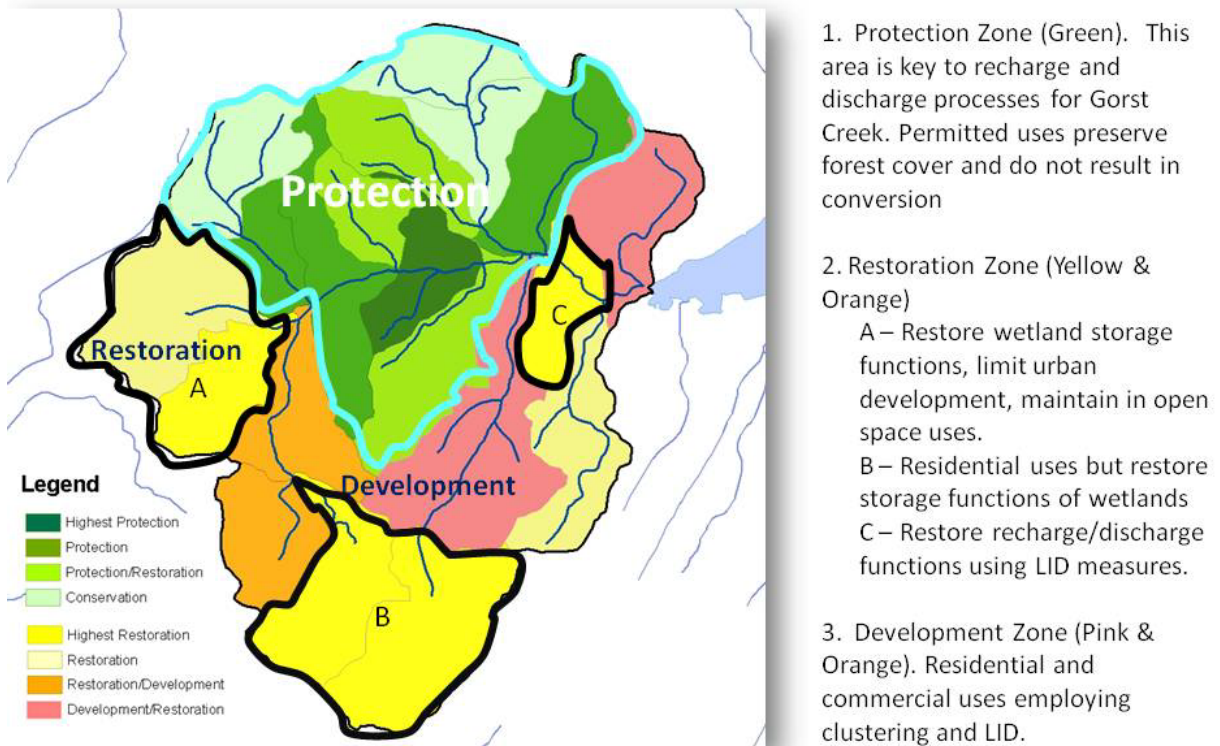 Protection
Restoration
A
C
Development
B
Legend
Highest Protection
Protection
Protection/Restoration
Conservation
Highest Restoration
Restoration
Restoration/Development
Development/Restoration
1. Protection Zone (Green). This
area is key to recharge and
discharge processes for Gorst
Creek. Permitted uses preserve
forest cover and do not result in
conversion
2. Restoration Zone (Yellow &
Orange)
A – Restore wetland storage
functions, limit urban
development, maintain in open
space uses.
B – Residential uses but restore
storage functions of wetlands
C – Restore recharge/discharge
functions using LID measures.
3. Development Zone (Pink &
Orange). Residential and
commercial uses employing
clustering and LID.